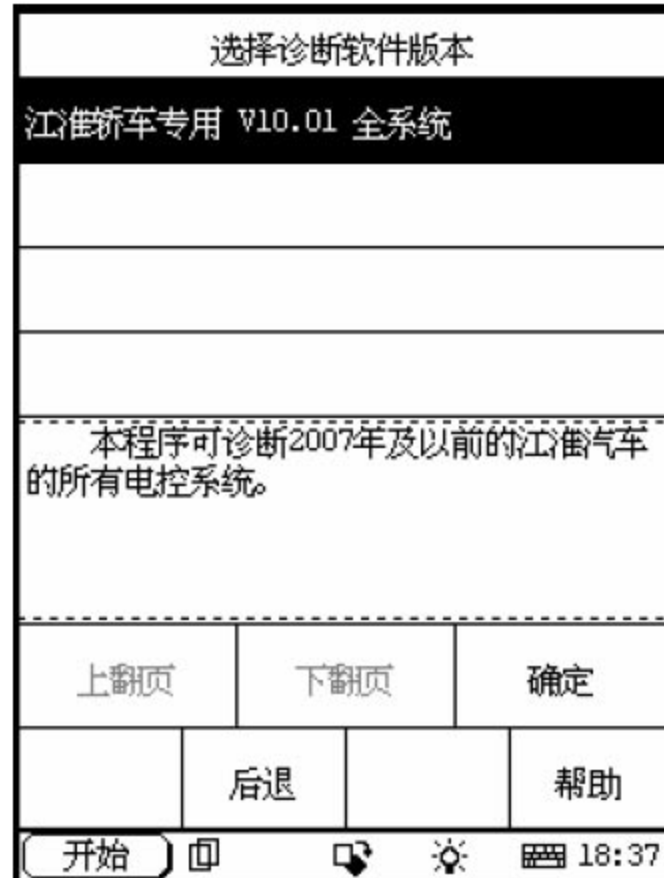 选择诊断软件版本
江淮轿车专用 V10.01 全系统
本程序可诊断2007年及以前的江淮汽车
的所有电控系统。
上翻页 下翻页 确定
后退 帮助
开始 18:37